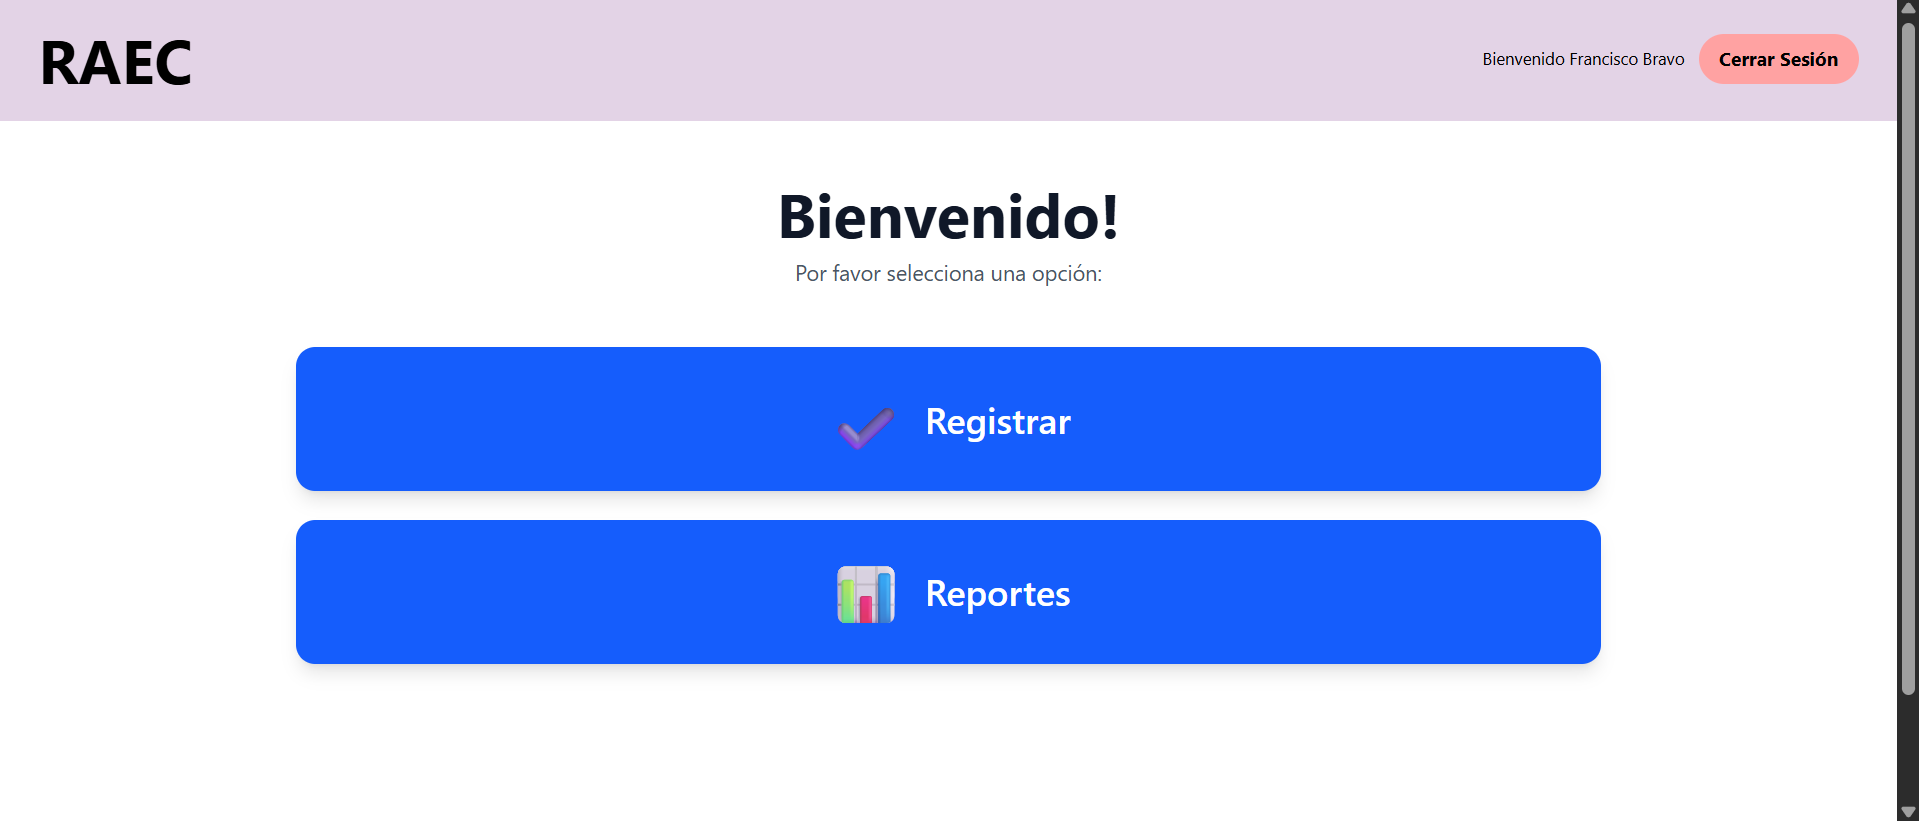 RAEC
Bienvenido Francisco Bravo
Cerrar Sesión
Bienvenido!
Por favor selecciona una opción:
Registrar
Reportes